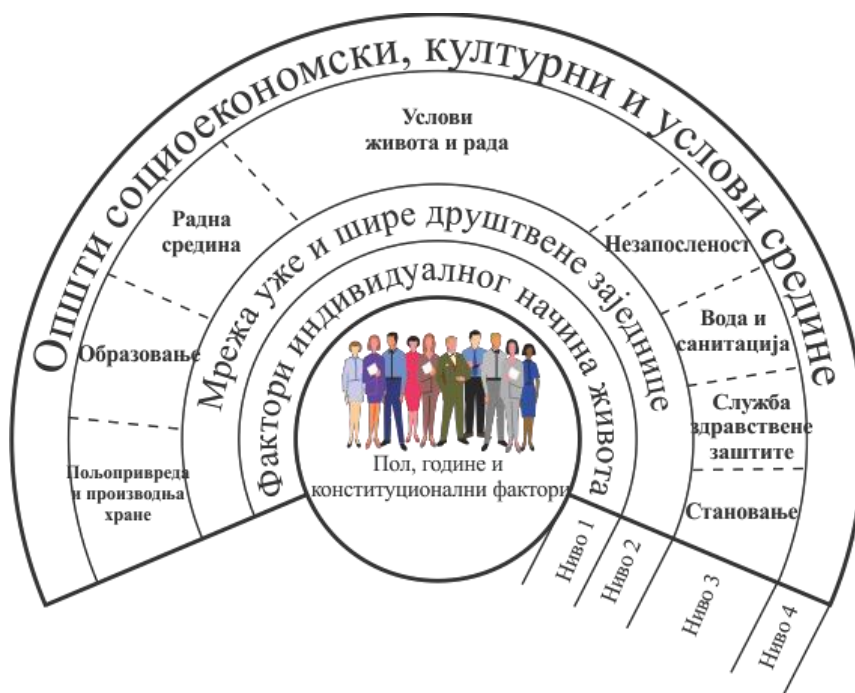 Општи социоекономски, културни и услови средине
Услови
живота и рада
Радна
средина
Незапосленост
Образовање
Вода и
санитација
Пољопривреда
и производња
хране
Служба
здравствене
заштите
Становање
Мрежа уже и шире друштвене заједнице
Фактори индивидуалног начина живота
Пол, године и
конституционални фактори
Ниво 1
Ниво 2
Ниво 3
Ниво 4